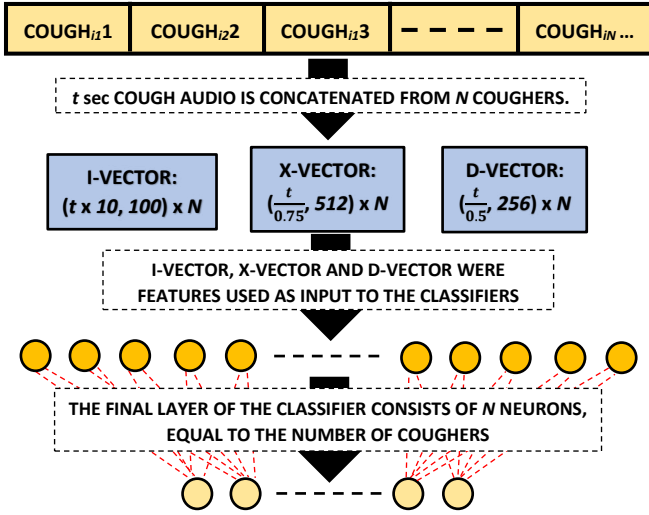 COUGHi11 COUGHi22 COUGHi13 COUGHiN ...
t sec COUGH AUDIO IS CONCATENATED FROM N COUGHERS.
I-VECTOR:
(t x 10, 100) x N
X-VECTOR:
(t/0.75, 512) x N
D-VECTOR:
(t/0.5, 256) x N
I-VECTOR, X-VECTOR AND D-VECTOR WERE
FEATURES USED AS INPUT TO THE CLASSIFIERS
THE FINAL LAYER OF THE CLASSIFIER CONSISTS OF N NEURONS,
EQUAL TO THE NUMBER OF COUGHERS